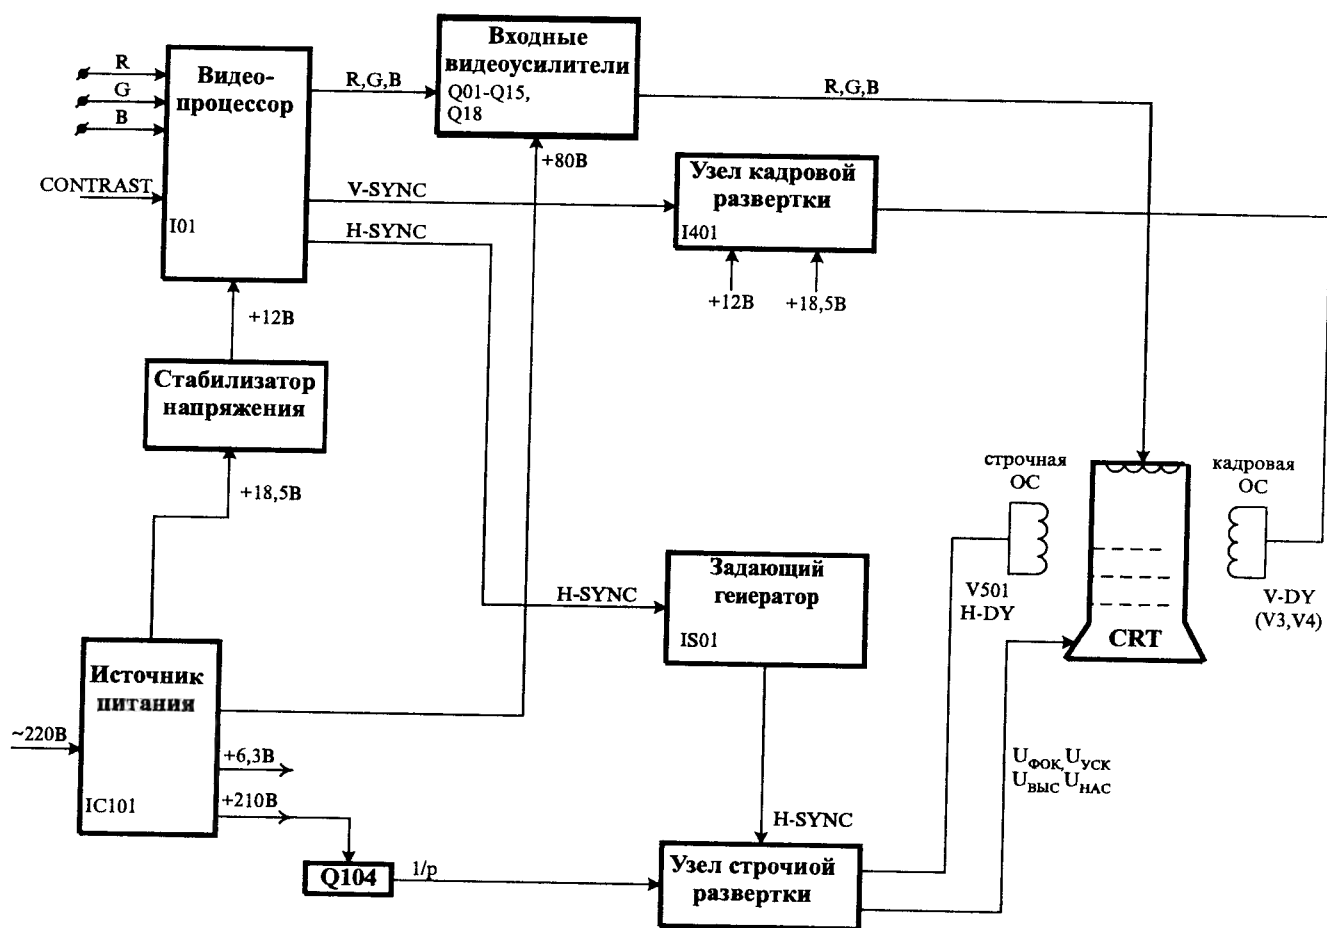 R
G
B
CONTRAST
Видео-
процессор
I01
R,G,B
Входные
видеоусилители
Q01-Q15,
Q18
R,G,B
+80В
V-SYNC
H-SYNC
Узел кадровой
развертки
I401
+12В
+18,5В
+12В
Стабилизатор
напряжения
+18,5В
строчная
ОС
кадровая
ОС
V501
H-DY
V-DY
(V3,V4)
CRT
H-SYNC
Задающий
генератор
IS01
Источник
питания
IC101
~220В
+6,3В
+210В
Q104
1/p
H-SYNC
Узел строчной
развертки
UФОК, UУСК
UВЫС UНАС